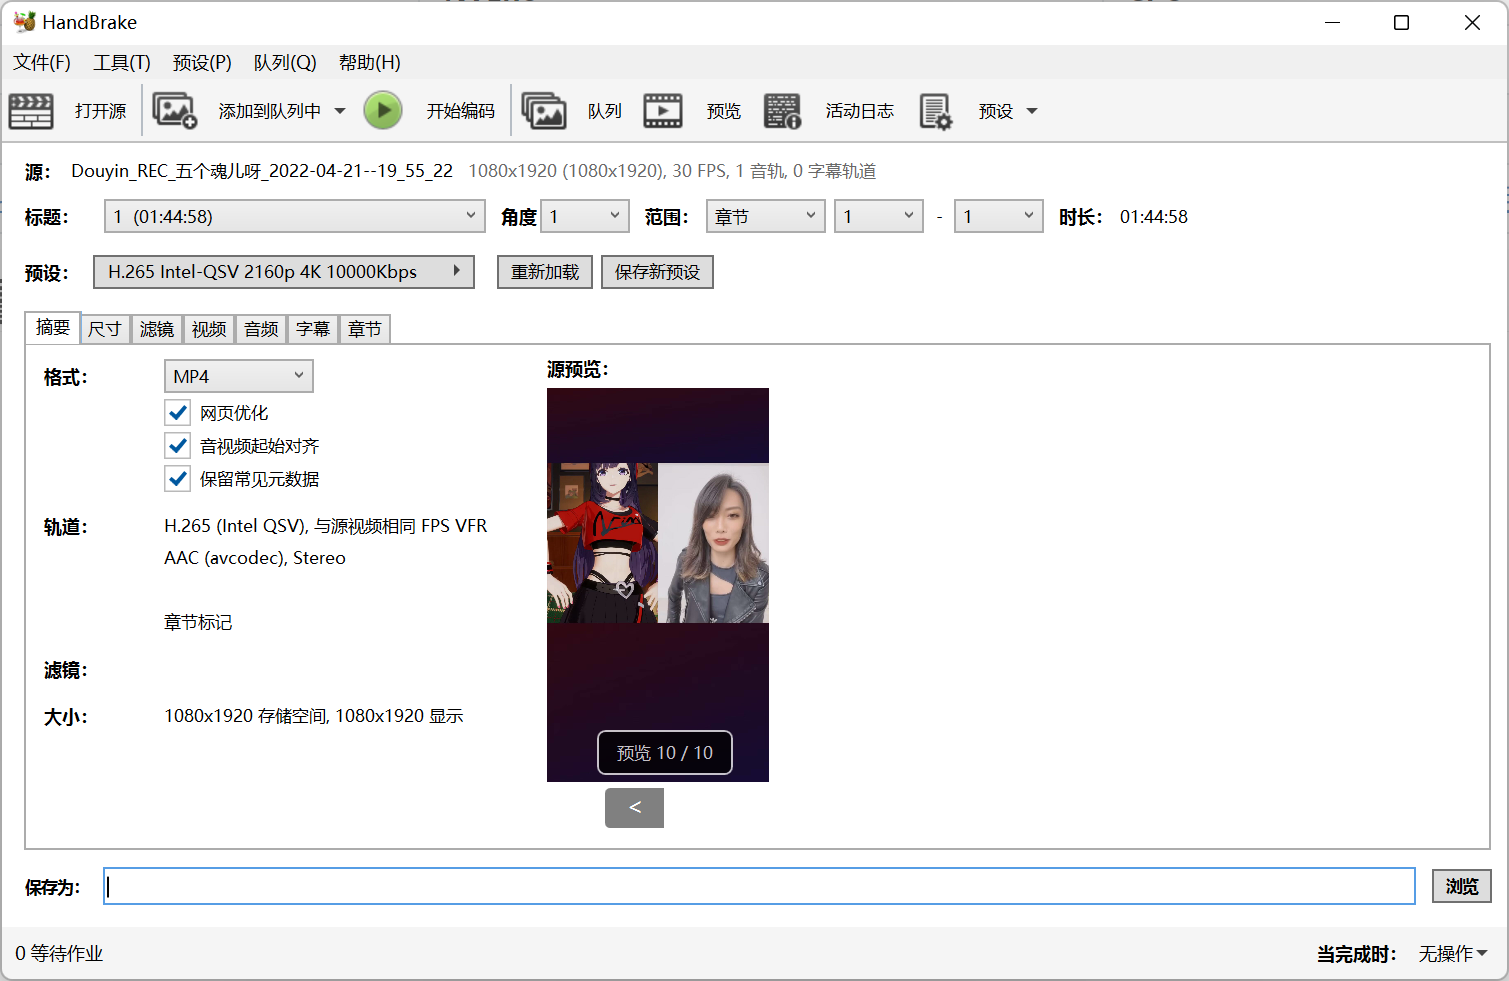 HandBrake
文件(F) 工具(T) 预设(P) 队列(Q) 帮助(H)
打开源 添加到队列中 开始编码 队列 预览 活动日志 预设
源： Douyin_REC_五个魂儿呀_2022-04-21--19_55_22 1080x1920 (1080x1920), 30 FPS, 1 音轨, 0 字幕轨道
标题： 1 (01:44:58) 角度 1 范围： 章节 1 - 1 时长： 01:44:58
预设： H.265 Intel-QSV 2160p 4K 10000Kbps 重新加载 保存新预设
摘要 尺寸 滤镜 视频 音频 字幕 章节
格式： MP4
网页优化
音视频起始对齐
保留常见元数据
轨道： H.265 (Intel QSV), 与源视频相同 FPS VFR
AAC (avcodec), Stereo
章节标记
滤镜：
大小： 1080x1920 存储空间, 1080x1920 显示
源预览：
预览 10 / 10
<
保存为： 浏览
0 等待作业 当完成时： 无操作